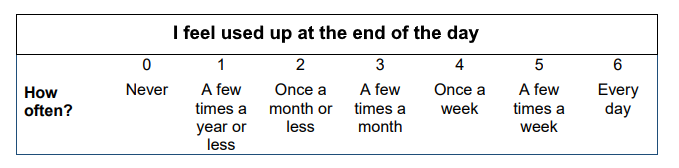 I feel used up at the end of the day
0 1 2 3 4 5 6
How often? Never A few times a year or less Once a month or less A few times a month Once a week A few times a week Every day